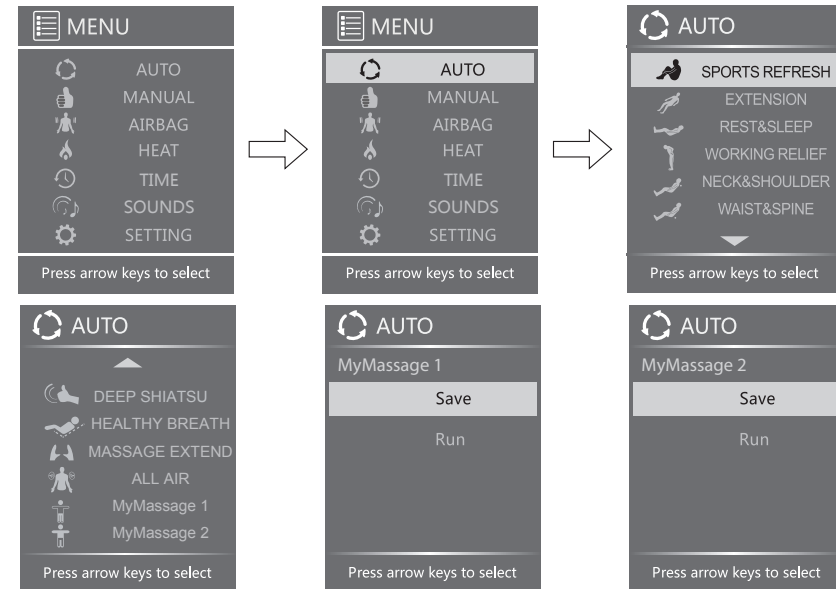 MENU
AUTO
MANUAL
AIRBAG
HEAT
TIME
SOUNDS
SETTING
Press arrow keys to select
MENU
AUTO
MANUAL
AIRBAG
HEAT
TIME
SOUNDS
SETTING
Press arrow keys to select
AUTO
SPORTS REFRESH
EXTENSION
REST&SLEEP
WORKING RELIEF
NECK&SHOULDER
WAIST&SPINE
Press arrow keys to select
AUTO
DEEP SHIATSU
HEALTHY BREATH
MASSAGE EXTEND
ALL AIR
MyMassage 1
MyMassage 2
Press arrow keys to select
AUTO
MyMassage 1
Save
Run
Press arrow keys to select
AUTO
MyMassage 2
Save
Run
Press arrow keys to select